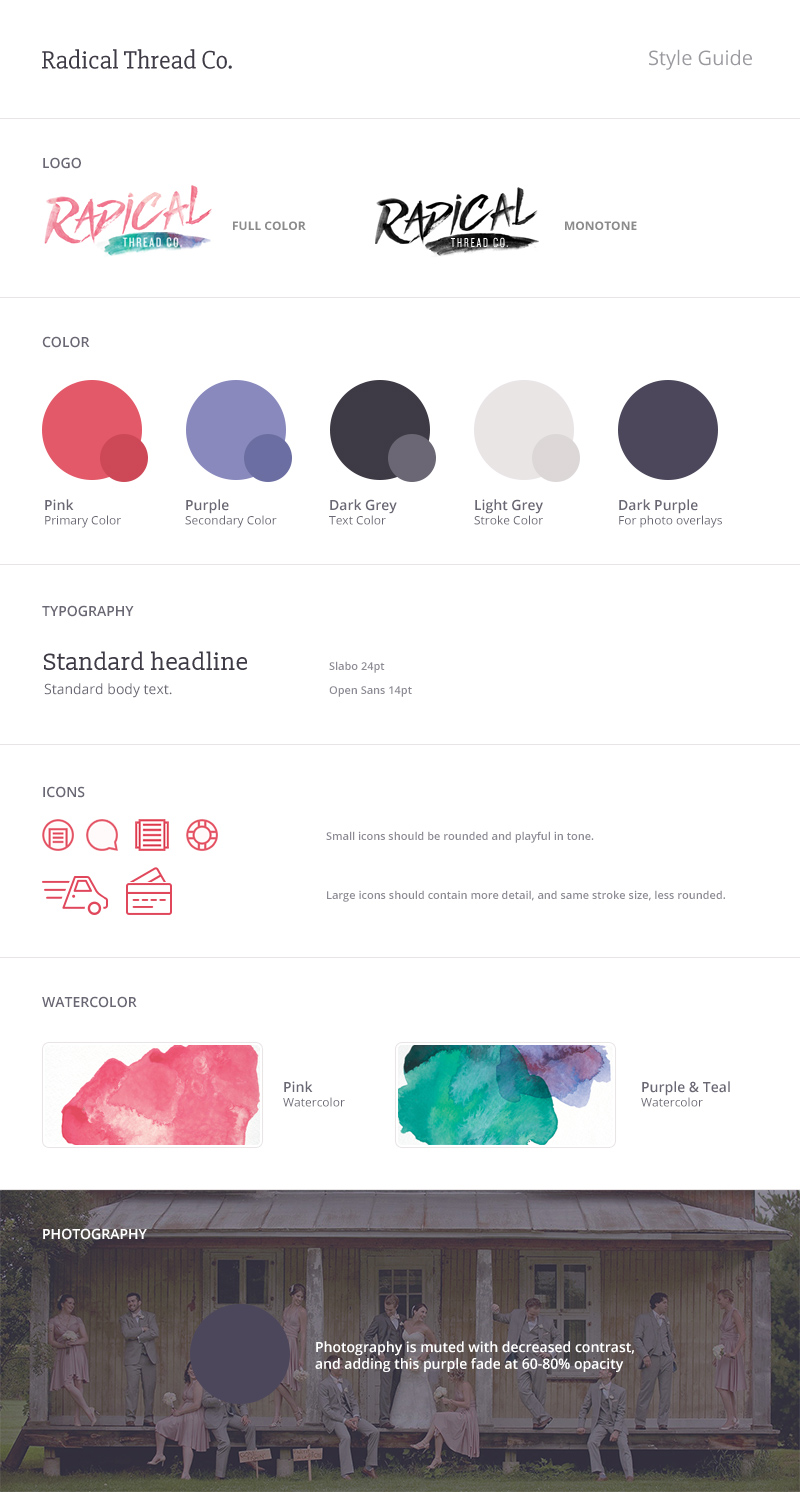 Radical Thread Co.
Style Guide
LOGO
RADICAL
THREAD CO.
FULL COLOR
RADICAL
THREAD CO.
MONOTONE
COLOR
Pink
Primary Color
Purple
Secondary Color
Dark Grey
Text Color
Light Grey
Stroke Color
Dark Purple
For photo overlays
TYPOGRAPHY
Standard headline
Slabo 24pt
Standard body text.
Open Sans 14pt
ICONS
Small icons should be rounded and playful in tone.
Large icons should contain more detail, and same stroke size, less rounded.
WATERCOLOR
Pink
Watercolor
Purple & Teal
Watercolor
PHOTOGRAPHY
Photography is muted with decreased contrast,
and adding this purple fade at 60-80% opacity